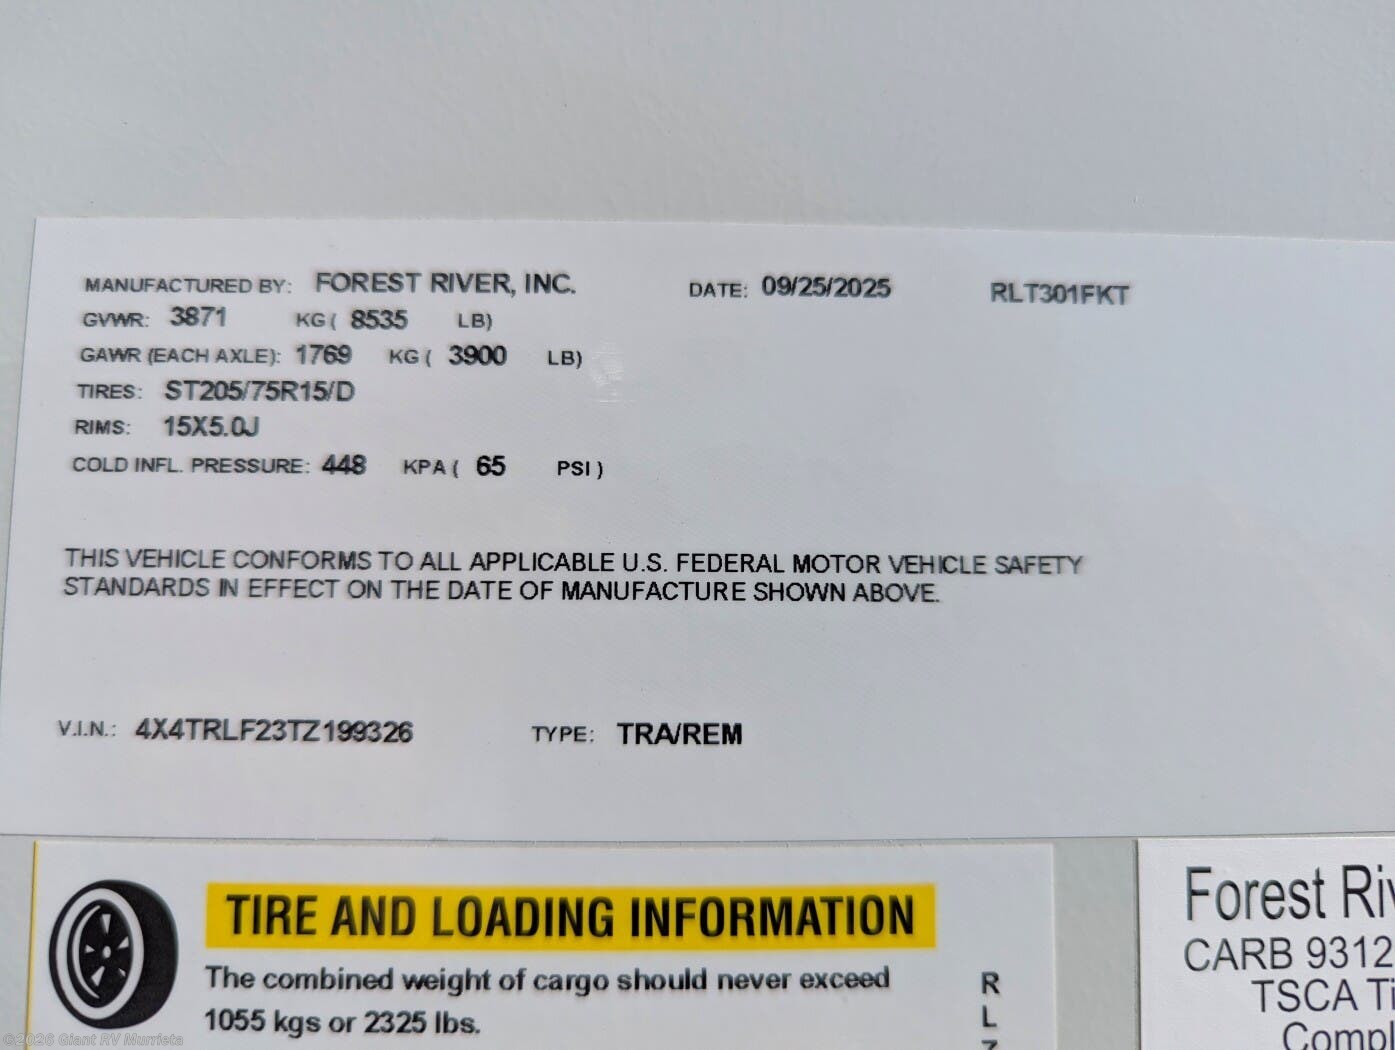 MANUFACTURED BY: FOREST RIVER, INC. DATE: 09/25/2025 RLT301FKT
GVWR: 3871 KG( 8535 LB)
GAWR (EACH AXLE): 1769 KG( 3900 LB)
TIRES: ST205/75R15/D
RIMS: 15X5.0J
COLD INFL. PRESSURE: 448 KPA( 65 PSI)
THIS VEHICLE CONFORMS TO ALL APPLICABLE U.S. FEDERAL MOTOR VEHICLE SAFETY
STANDARDS IN EFFECT ON THE DATE OF MANUFACTURE SHOWN ABOVE.
V.I.N.: 4X4TRLF23TZ199326 TYPE: TRA/REM
TIRE AND LOADING INFORMATION
The combined weight of cargo should never exceed
1055 kgs or 2325 lbs.
R
L
Forest Riv
CARB 9312
TSCA Ti
Compl
©2026 Giant RV Murrieta